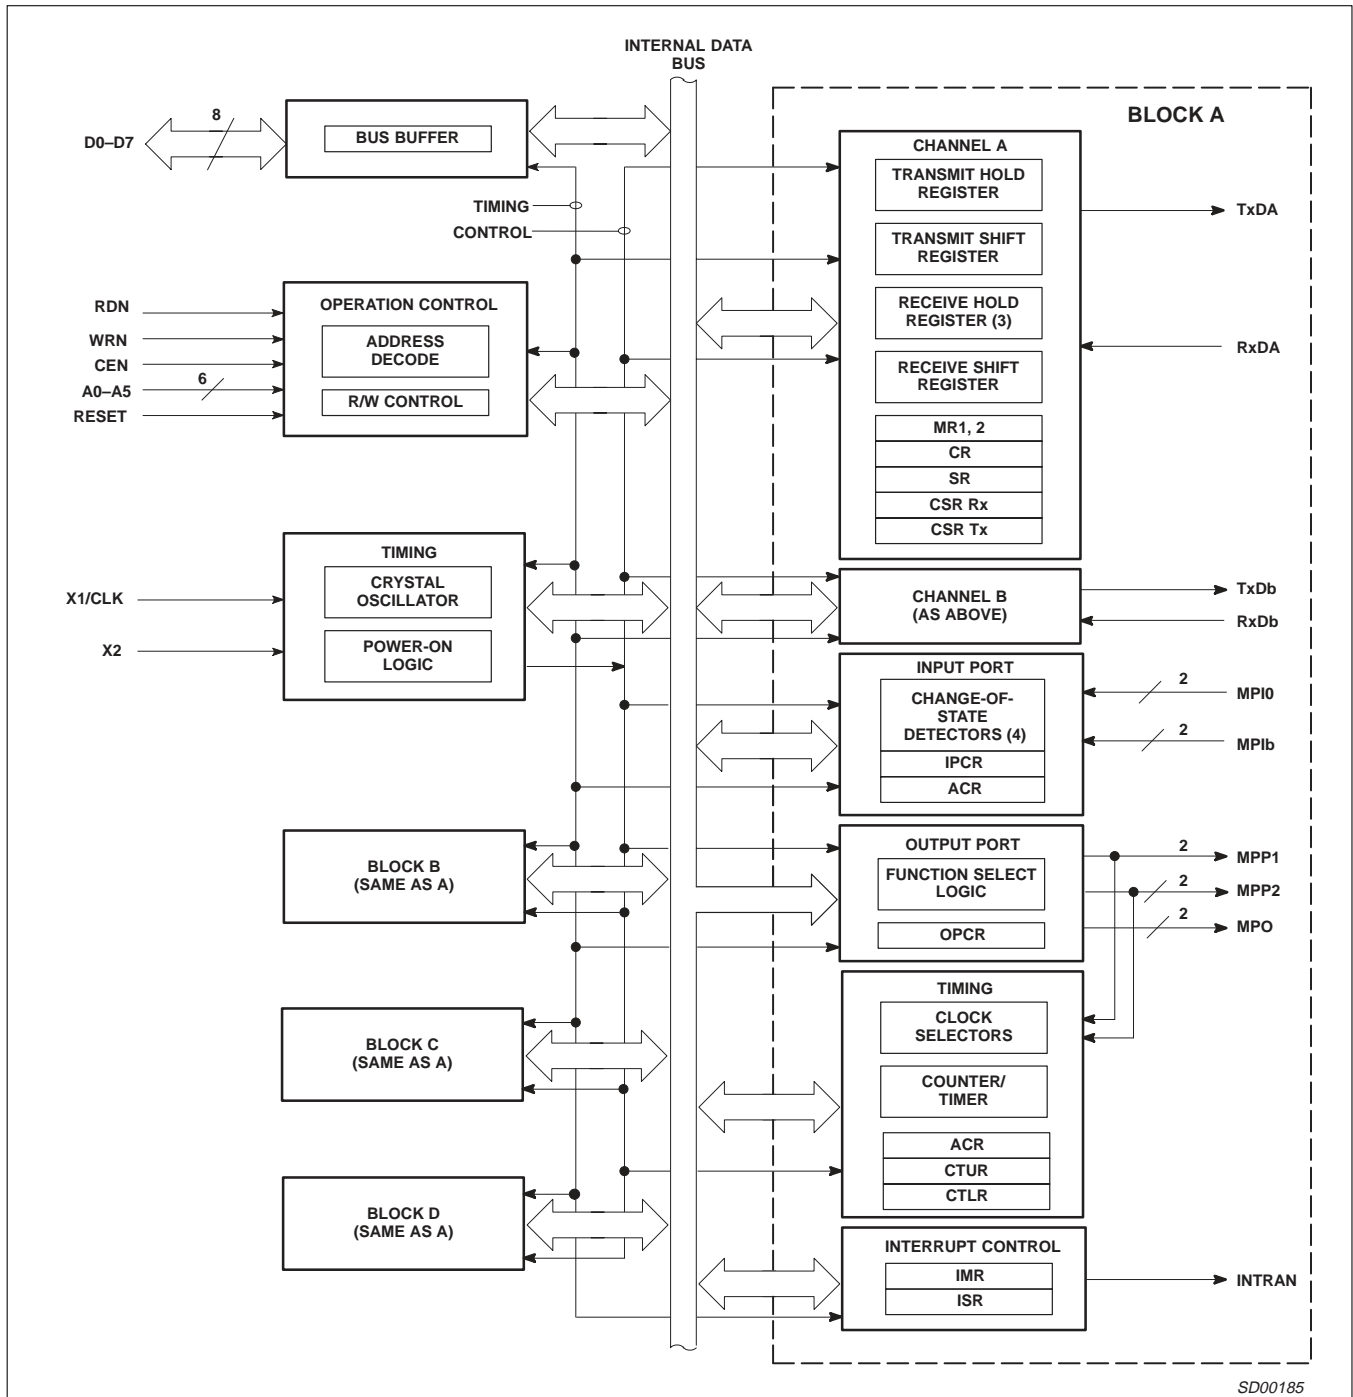 INTERNAL DATA
BUS
D0–D7
8
BUS BUFFER
TIMING
CONTROL
RDN
WRN
CEN
A0–A5
6
RESET
OPERATION CONTROL
ADDRESS
DECODE
R/W CONTROL
X1/CLK
X2
TIMING
CRYSTAL
OSCILLATOR
POWER-ON
LOGIC
BLOCK B
(SAME AS A)
BLOCK C
(SAME AS A)
BLOCK D
(SAME AS A)
BLOCK A
CHANNEL A
TRANSMIT HOLD
REGISTER
TRANSMIT SHIFT
REGISTER
RECEIVE HOLD
REGISTER (3)
RECEIVE SHIFT
REGISTER
MR1, 2
CR
SR
CSR Rx
CSR Tx
TxDA
RxDA
CHANNEL B
(AS ABOVE)
TxDb
RxDb
INPUT PORT
CHANGE-OF-
STATE
DETECTORS (4)
IPCR
ACR
2
MPI0
2
MPIb
OUTPUT PORT
FUNCTION SELECT
LOGIC
OPCR
2
MPP1
2
MPP2
2
MPO
TIMING
CLOCK
SELECTORS
COUNTER/
TIMER
ACR
CTUR
CTLR
INTERRUPT CONTROL
IMR
ISR
INTRAN
SD00185